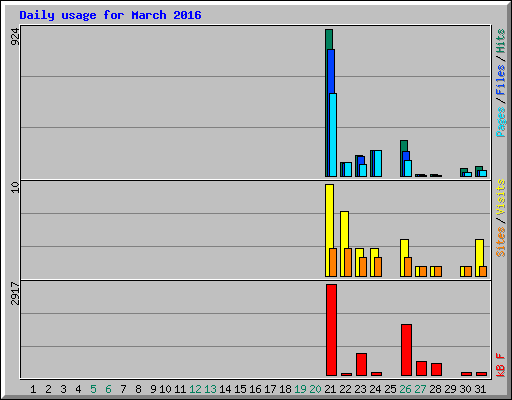 Daily usage for March 2016
924
Pages / Files / Hits
10
Sites / Visits
2917
kB F
1 2 3 4 5 6 7 8 9 10 11 12 13 14 15 16 17 18 19 20 21 22 23 24 25 26 27 28 29 30 31